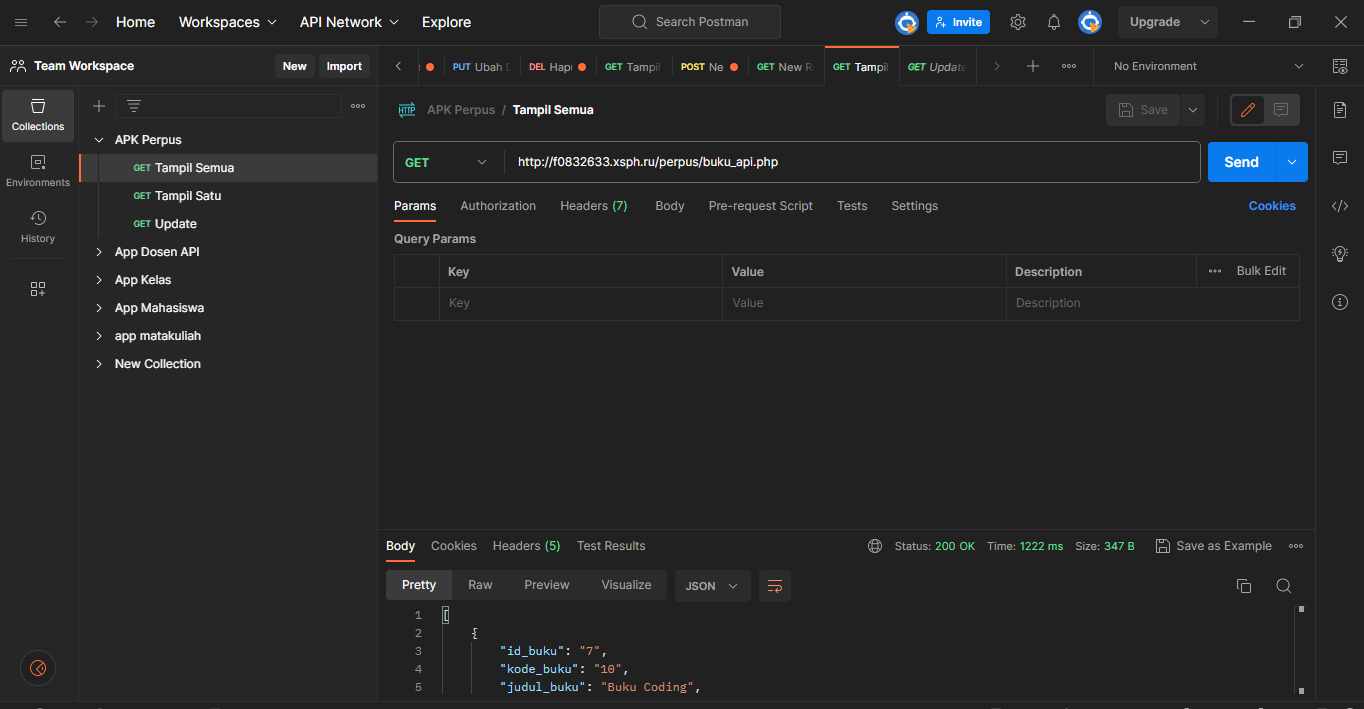 Home Workspaces API Network Explore Search Postman Invite Upgrade
Team Workspace New Import PUT Ubah DEL Hap GET Tampil POST Ne GET New R GET Tampil GET Update No Environment
Collections
Environments
History
APK Perpus
GET Tampil Semua
GET Tampil Satu
GET Update
App Dosen API
App Kelas
App Mahasiswa
app matakuliah
New Collection
HTTP APK Perpus / Tampil Semua Save
GET http://f0832633.xsph.ru/perpus/buku_api.php Send
Params Authorization Headers (7) Body Pre-request Script Tests Settings Cookies
Query Params
Key Value Description Bulk Edit
Key Value Description
Body Cookies Headers (5) Test Results Status: 200 OK Time: 1222 ms Size: 347 B Save as Example
Pretty Raw Preview Visualize JSON
1 [
2 {
3 "id_buku": "7",
4 "kode_buku": "10",
5 "judul_buku": "Buku Coding",